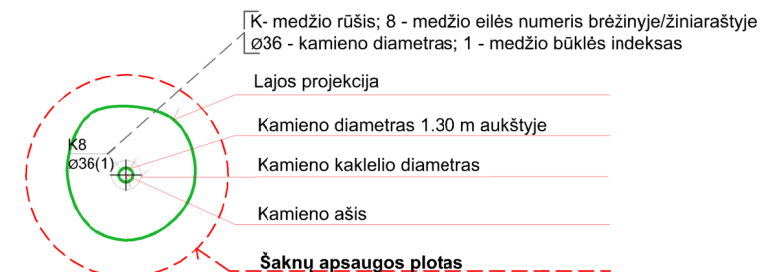 K- medžio rūšis; 8 - medžio eilės numeris brėžinyje/žiniaraštyje
Ø36 - kamieno diametras; 1 - medžio būklės indeksas
Lajos projekcija
Kamieno diametras 1.30 m aukštyje
K8
Ø36(1)
Kamieno kaklelio diametras
Kamieno ašis
Šaknų apsaugos plotas